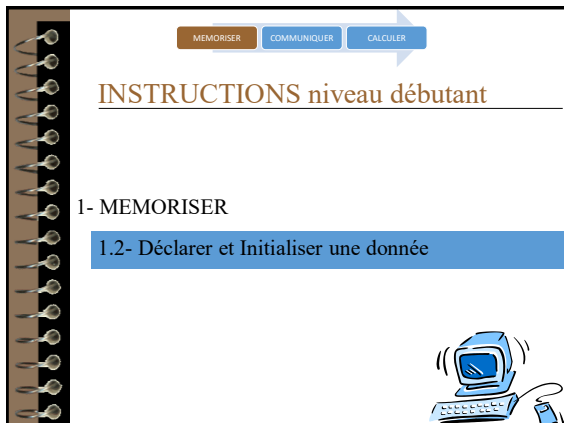 MEMORISER
COMMUNIQUER
CALCULER
INSTRUCTIONS niveau débutant
1- MEMORISER
1.2- Déclarer et Initialiser une donnée